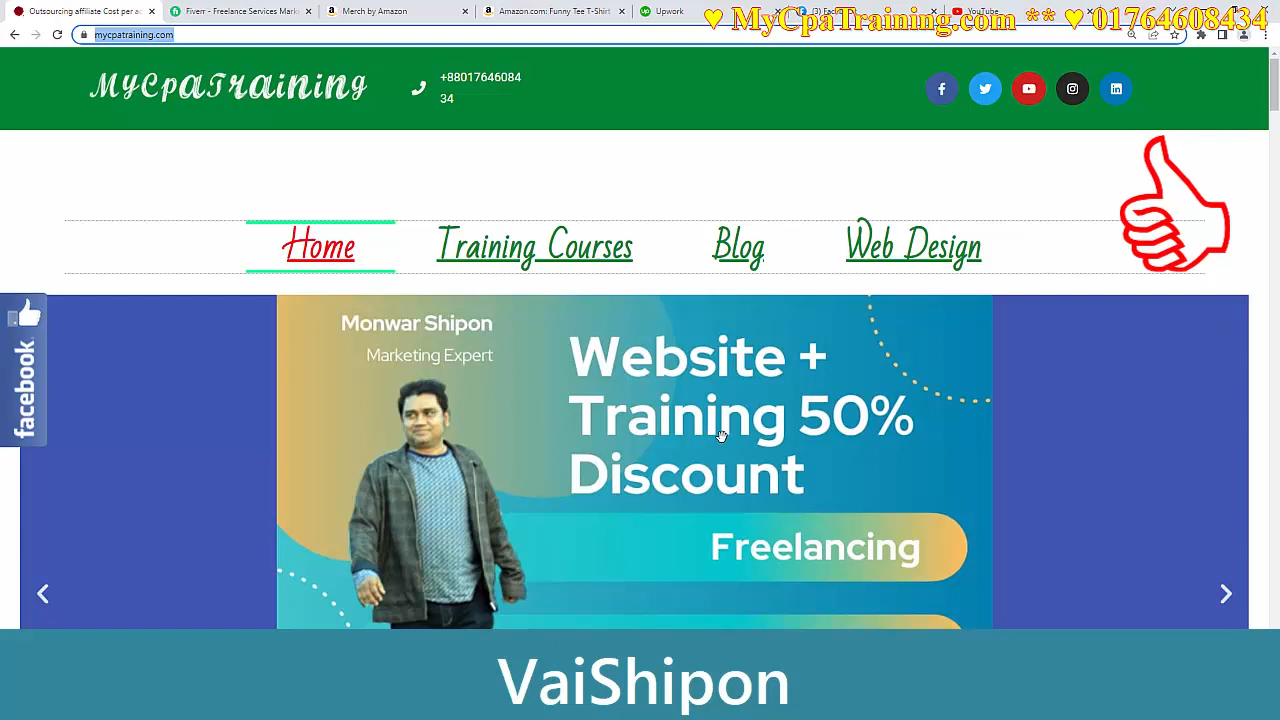 Outsourcing affiliate Cost per ac
Fiverr - Freelance Services Mark
Merch by Amazon
Amazon.com: Funny Tee T-Shirt
Upwork
YouTube
♥ MyCpaTraining.com ** ♥ 01764608434
mycpatraining.com
MyCpaTraining
+88017646084
34
Home
Training Courses
Blog
Web Design
facebook
Monwar Shipon
Marketing Expert
Website +
Training 50%
Discount
Freelancing
VaiShipon